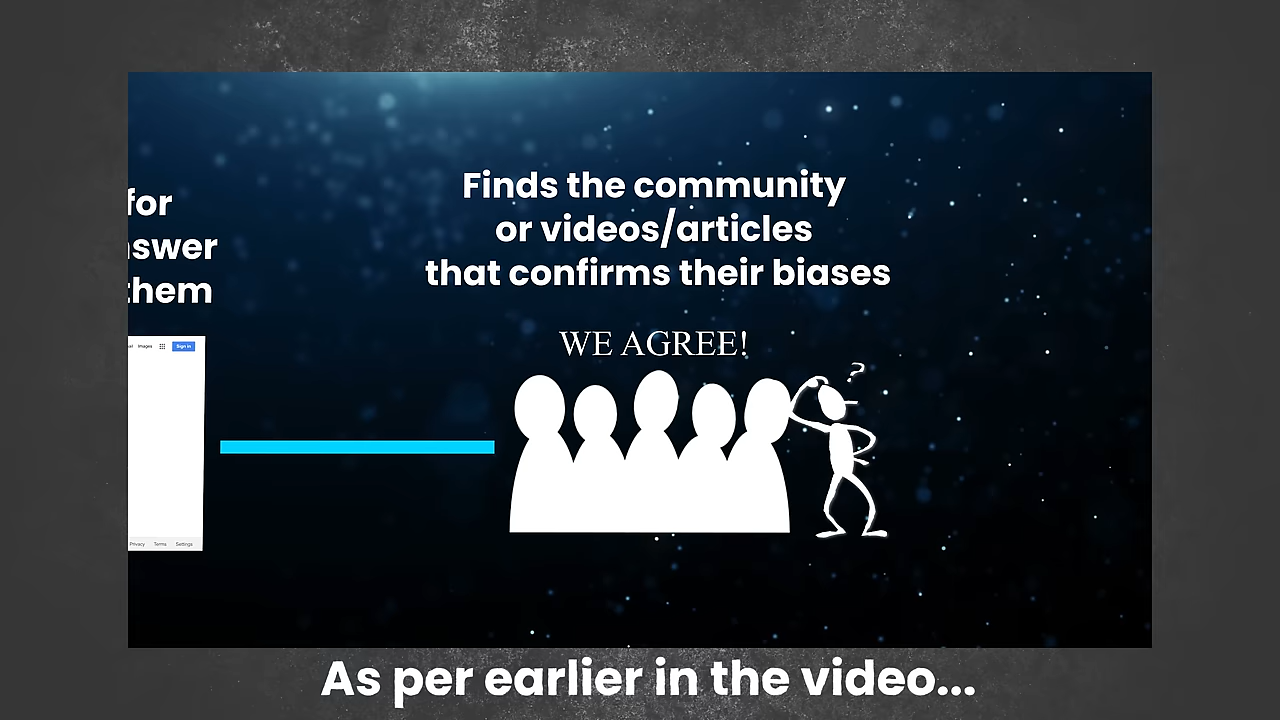 Finds the community
or videos/articles
that confirms their biases
for
them
WE AGREE!
?
Images
Sign in
Privacy Terms Settings
As per earlier in the video...